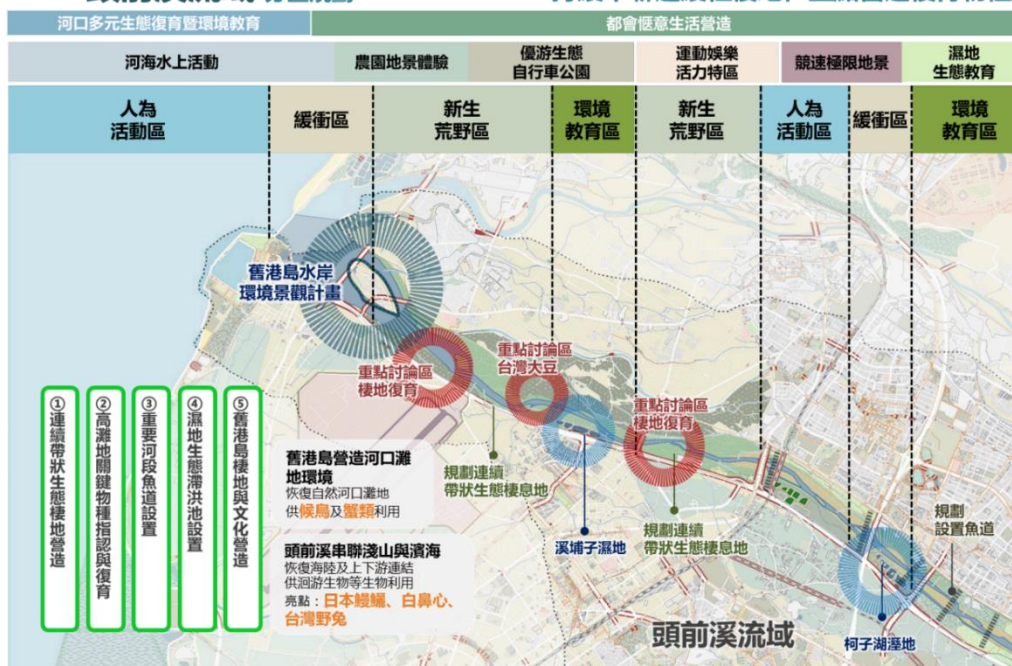 河口多元生態復育暨環境教育
都會愜意生活營造
河海水上活動
農園地景體驗
優游生態
自行車公園
運動娛樂
活力特區
競速極限地景
濕地
生態教育
人為
活動區
緩衝區
新生
荒野區
環境
教育區
新生
荒野區
人為
活動區
緩衝區
環境
教育區
舊港島水岸
環境景觀計畫
重點討論區
棲地復育
重點討論區
台灣大豆
重點討論區
棲地復育
①連續帶狀生態棲地營造
②高灘地關鍵物種指認與復育
③重要河段魚道設置
④濕地生態滯洪池設置
⑤舊港島棲地與文化營造
舊港島營造河口灘
地環境
恢復自然河口灘地
供候鳥及蟹類利用
頭前溪串聯淺山與濱海
恢復海陸及上下游連結
供洄游生物等生物利用
亮點：日本鰻鱺、白鼻心、
台灣野兔
規劃連續
帶狀生態棲息地
溪埔子濕地
規劃連續
帶狀生態棲息地
規劃
設置魚道
頭前溪流域
柯子湖溼地